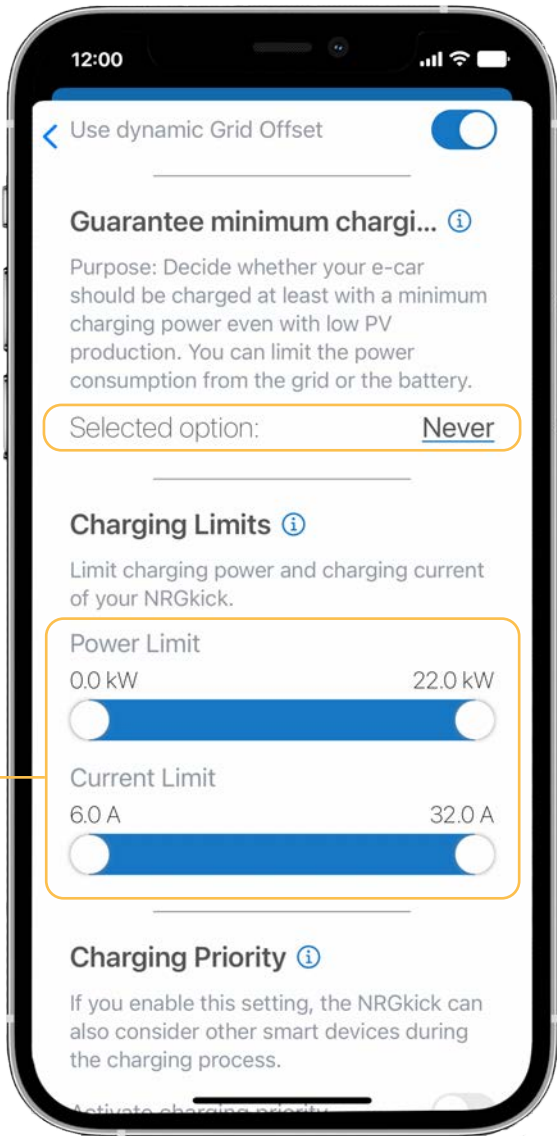 12:00
Use dynamic Grid Offset
Guarantee minimum chargi...
Purpose: Decide whether your e-car
should be charged at least with a minimum
charging power even with low PV
production. You can limit the power
consumption from the grid or the battery.
Selected option: Never
Charging Limits
Limit charging power and charging current
of your NRGkick.
Power Limit
0.0 kW 22.0 kW
Current Limit
6.0 A 32.0 A
Charging Priority
If you enable this setting, the NRGkick can
also consider other smart devices during
the charging process.
Activate charging priority